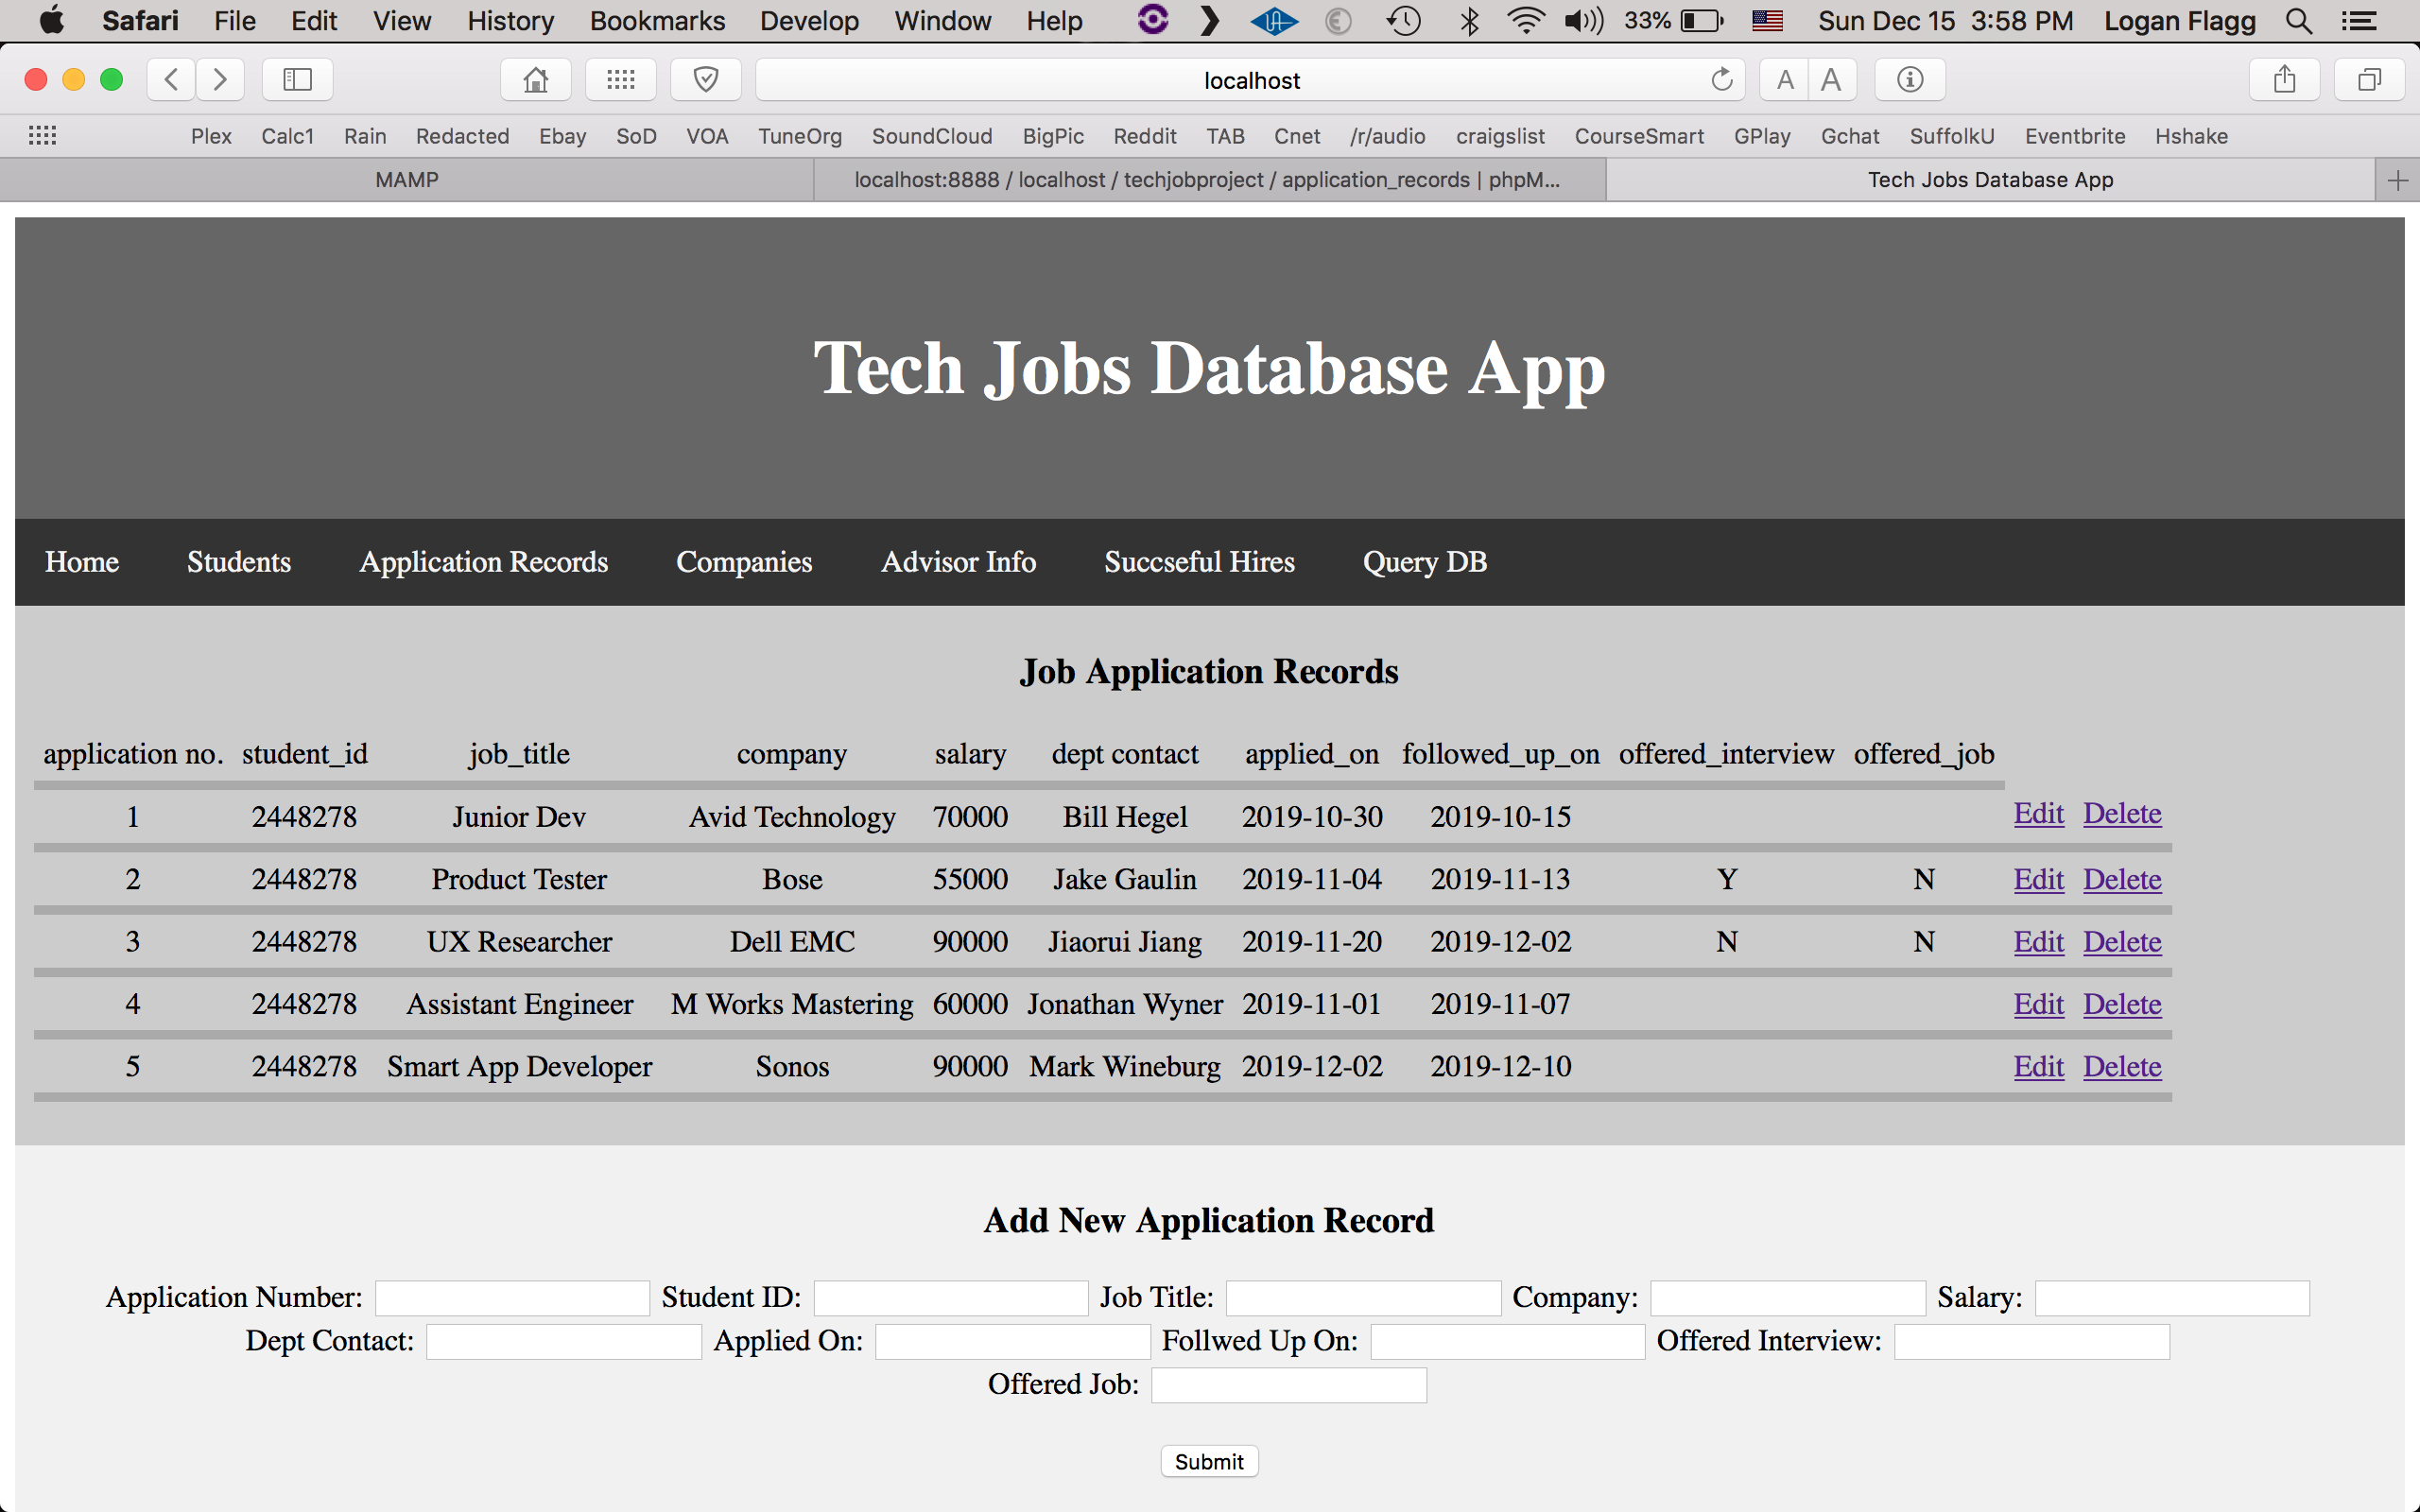 Safari File Edit View History Bookmarks Develop Window Help 33% Sun Dec 15 3:58 PM Logan Flagg
localhost A A
Plex Calc1 Rain Redacted Ebay SoD VOA TuneOrg SoundCloud BigPic Reddit TAB Cnet /r/audio craigslist CourseSmart GPlay Gchat SuffolkU Eventbrite Hshake
MAMP localhost:8888 / localhost / techjobproject / application_records | phpM... Tech Jobs Database App
Tech Jobs Database App
Home Students Application Records Companies Advisor Info Succseful Hires Query DB
Job Application Records
application no. student_id job_title company salary dept contact applied_on followed_up_on offered_interview offered_job
1 2448278 Junior Dev Avid Technology 70000 Bill Hegel 2019-10-30 2019-10-15 Edit Delete
2 2448278 Product Tester Bose 55000 Jake Gaulin 2019-11-04 2019-11-13 Y N Edit Delete
3 2448278 UX Researcher Dell EMC 90000 Jiaorui Jiang 2019-11-20 2019-12-02 N N Edit Delete
4 2448278 Assistant Engineer M Works Mastering 60000 Jonathan Wyner 2019-11-01 2019-11-07 Edit Delete
5 2448278 Smart App Developer Sonos 90000 Mark Wineburg 2019-12-02 2019-12-10 Edit Delete
Add New Application Record
Application Number: Student ID: Job Title: Company: Salary:
Dept Contact: Applied On: Follwed Up On: Offered Interview:
Offered Job:
Submit